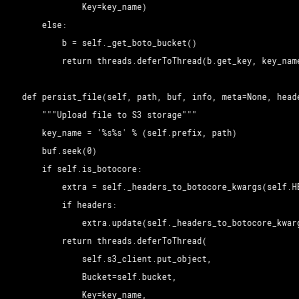 Key=key_name)
else:
b = self._get_boto_bucket()
return threads.deferToThread(b.get_key, key_name
def persist_file(self, path, buf, info, meta=None, heade
"""Upload file to S3 storage"""
key_name = '%s%s' % (self.prefix, path)
buf.seek(0)
if self.is_botocore:
extra = self._headers_to_botocore_kwargs(self.HE
if headers:
extra.update(self._headers_to_botocore_kwarg
return threads.deferToThread(
self.s3_client.put_object,
Bucket=self.bucket,
Key=key_name,